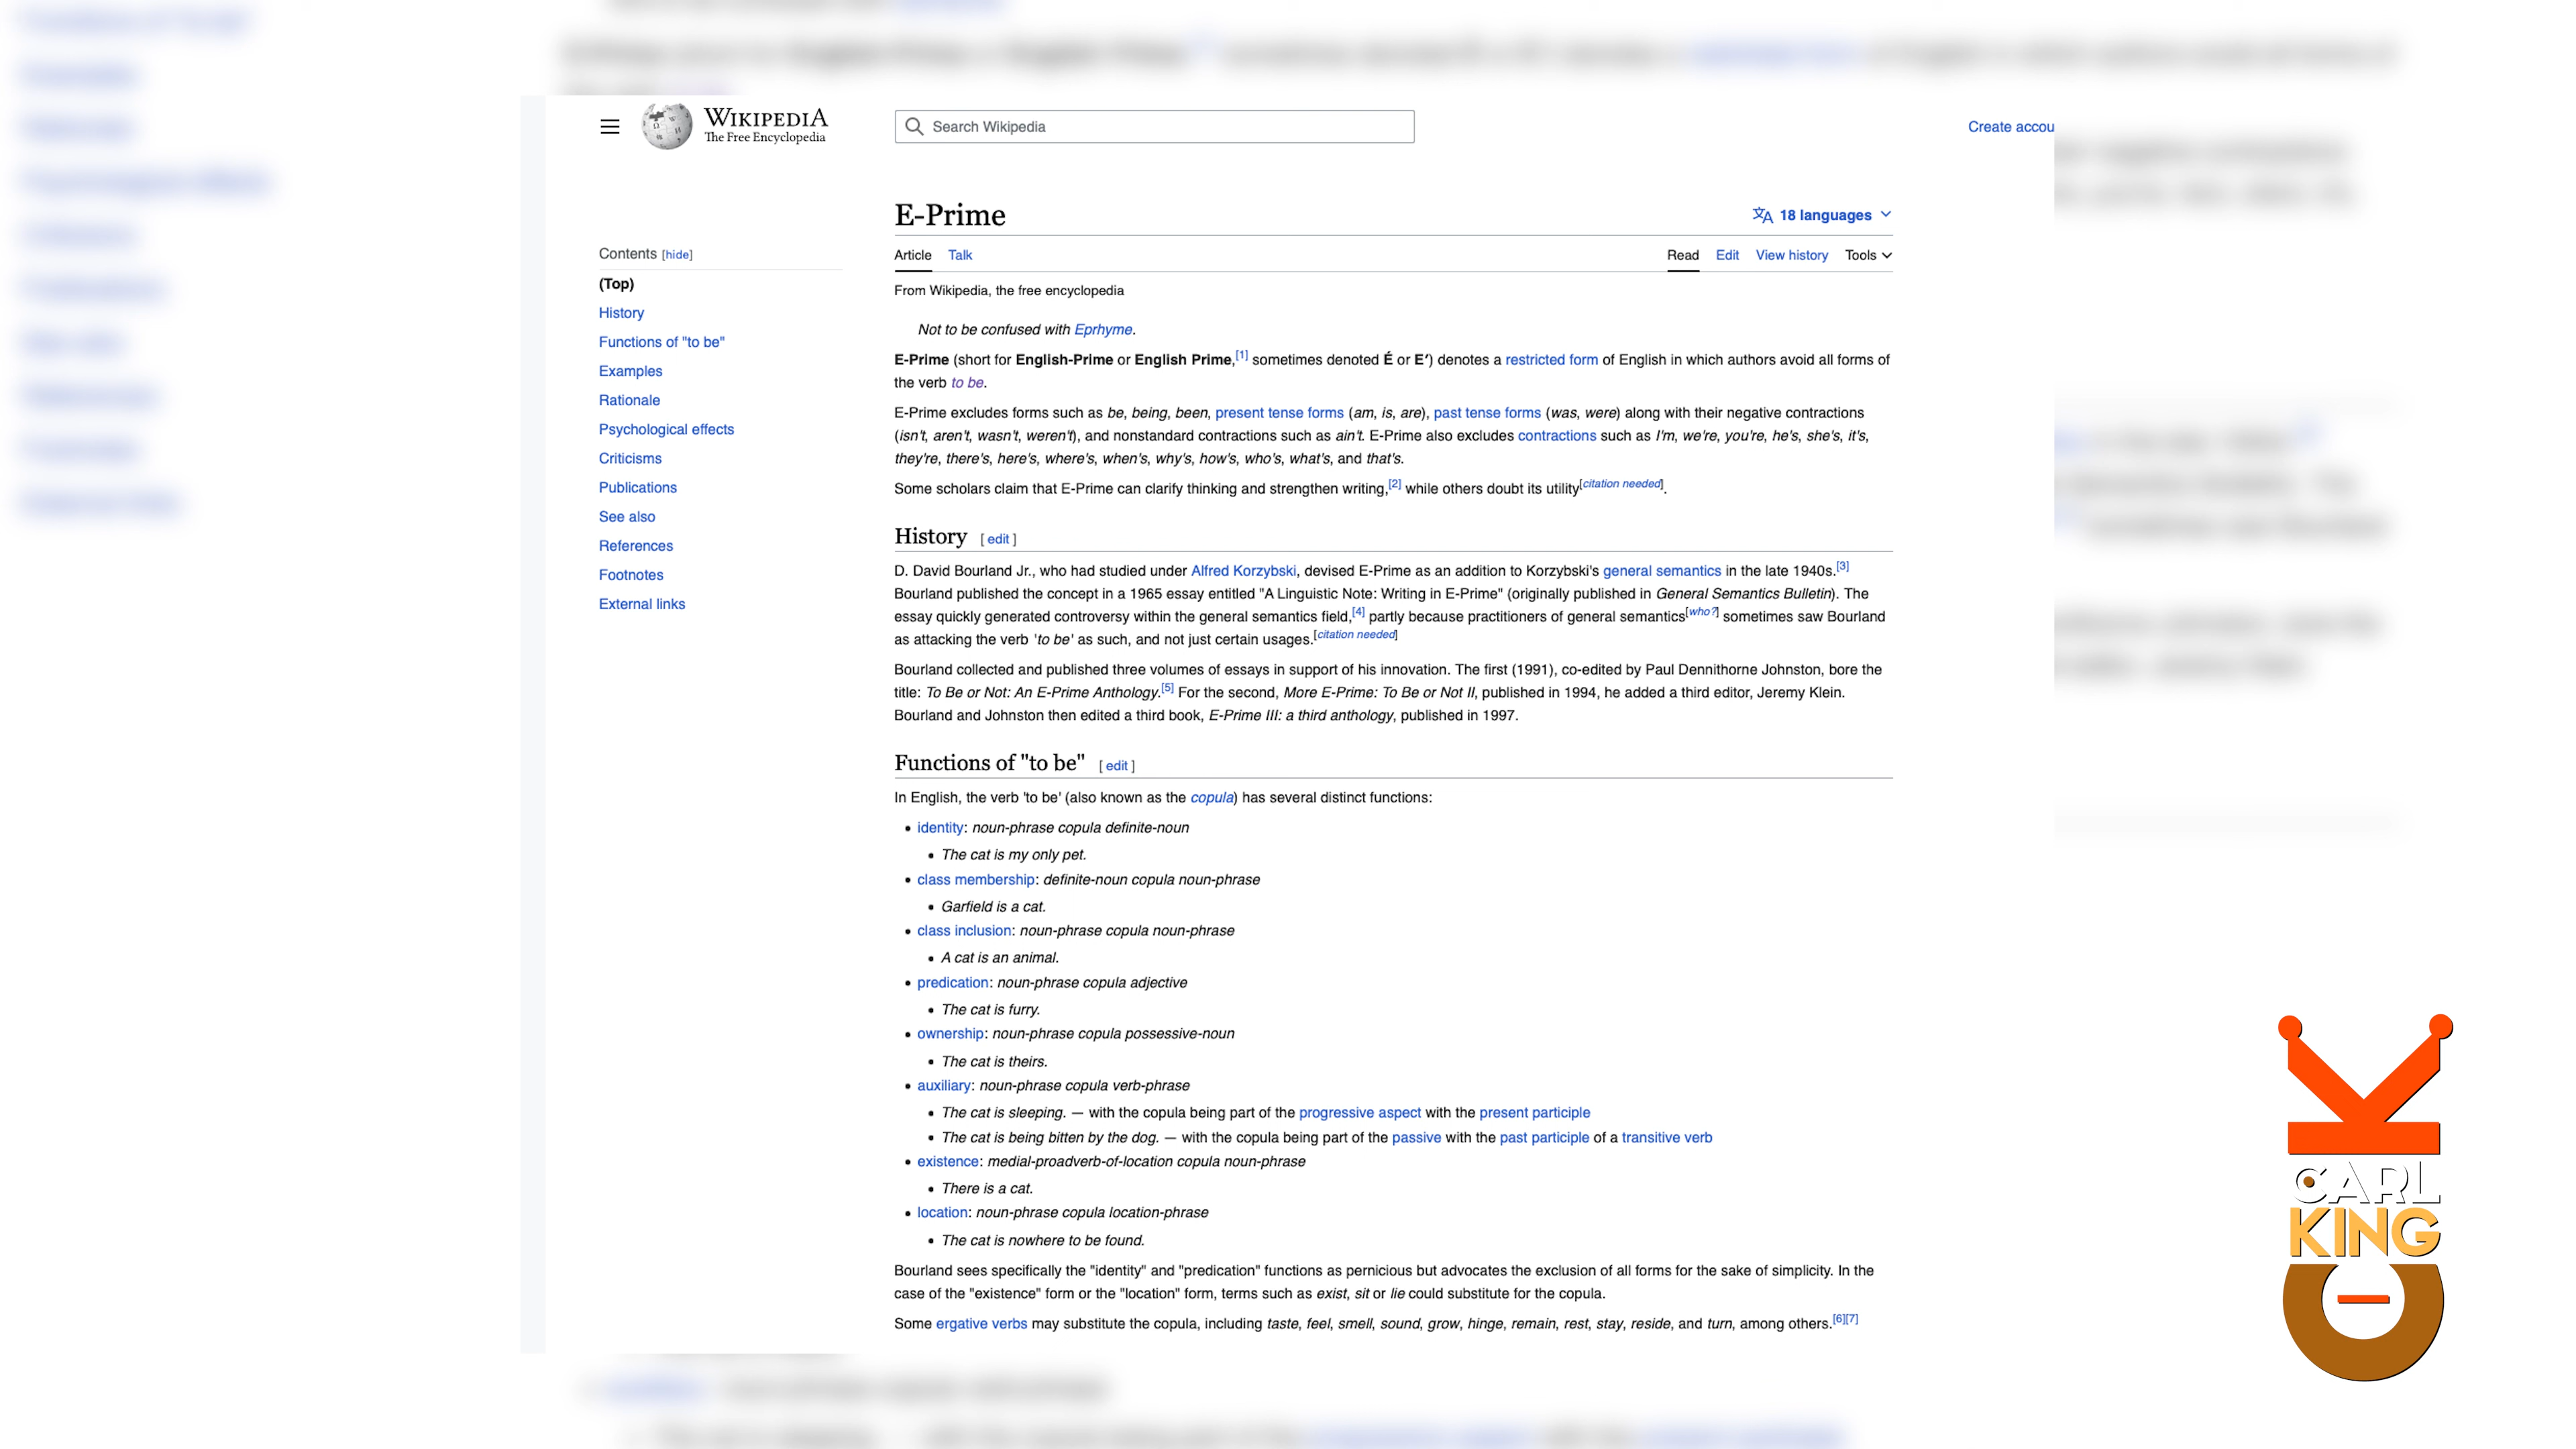 WIKIPEDIA
The Free Encyclopedia
Search Wikipedia
Create accou
E-Prime
18 languages
Contents [hide]
(Top)
History
Functions of "to be"
Examples
Rationale
Psychological effects
Criticisms
Publications
See also
References
Footnotes
External links
Article Talk
Read Edit View history Tools
From Wikipedia, the free encyclopedia
Not to be confused with Eprhyme.
E-Prime (short for English-Prime or English Prime,[1] sometimes denoted É or E′) denotes a restricted form of English in which authors avoid all forms of
the verb to be.
E-Prime excludes forms such as be, being, been, present tense forms (am, is, are), past tense forms (was, were) along with their negative contractions
(isn't, aren't, wasn't, weren't), and nonstandard contractions such as ain't. E-Prime also excludes contractions such as I'm, we're, you're, he's, she's, it's,
they're, there's, here's, where's, when's, why's, how's, who's, what's, and that's.
Some scholars claim that E-Prime can clarify thinking and strengthen writing,[2] while others doubt its utility[citation needed].
History [ edit ]
D. David Bourland Jr., who had studied under Alfred Korzybski, devised E-Prime as an addition to Korzybski's general semantics in the late 1940s.[3]
Bourland published the concept in a 1965 essay entitled "A Linguistic Note: Writing in E-Prime" (originally published in General Semantics Bulletin). The
essay quickly generated controversy within the general semantics field,[4] partly because practitioners of general semantics[who?] sometimes saw Bourland
as attacking the verb 'to be' as such, and not just certain usages.[citation needed]
Bourland collected and published three volumes of essays in support of his innovation. The first (1991), co-edited by Paul Dennithorne Johnston, bore the
title: To Be or Not: An E-Prime Anthology.[5] For the second, More E-Prime: To Be or Not II, published in 1994, he added a third editor, Jeremy Klein.
Bourland and Johnston then edited a third book, E-Prime III: a third anthology, published in 1997.
Functions of "to be" [ edit ]
In English, the verb 'to be' (also known as the copula) has several distinct functions:
• identity: noun-phrase copula definite-noun
• The cat is my only pet.
• class membership: definite-noun copula noun-phrase
• Garfield is a cat.
• class inclusion: noun-phrase copula noun-phrase
• A cat is an animal.
• predication: noun-phrase copula adjective
• The cat is furry.
• ownership: noun-phrase copula possessive-noun
• The cat is theirs.
• auxiliary: noun-phrase copula verb-phrase
• The cat is sleeping. — with the copula being part of the progressive aspect with the present participle
• The cat is being bitten by the dog. — with the copula being part of the passive with the past participle of a transitive verb
• existence: medial-proadverb-of-location copula noun-phrase
• There is a cat.
• location: noun-phrase copula location-phrase
• The cat is nowhere to be found.
Bourland sees specifically the "identity" and "predication" functions as pernicious but advocates the exclusion of all forms for the sake of simplicity. In the
case of the "existence" form or the "location" form, terms such as exist, sit or lie could substitute for the copula.
Some ergative verbs may substitute the copula, including taste, feel, smell, sound, grow, hinge, remain, rest, stay, reside, and turn, among others.[6][7]
CARL
KING